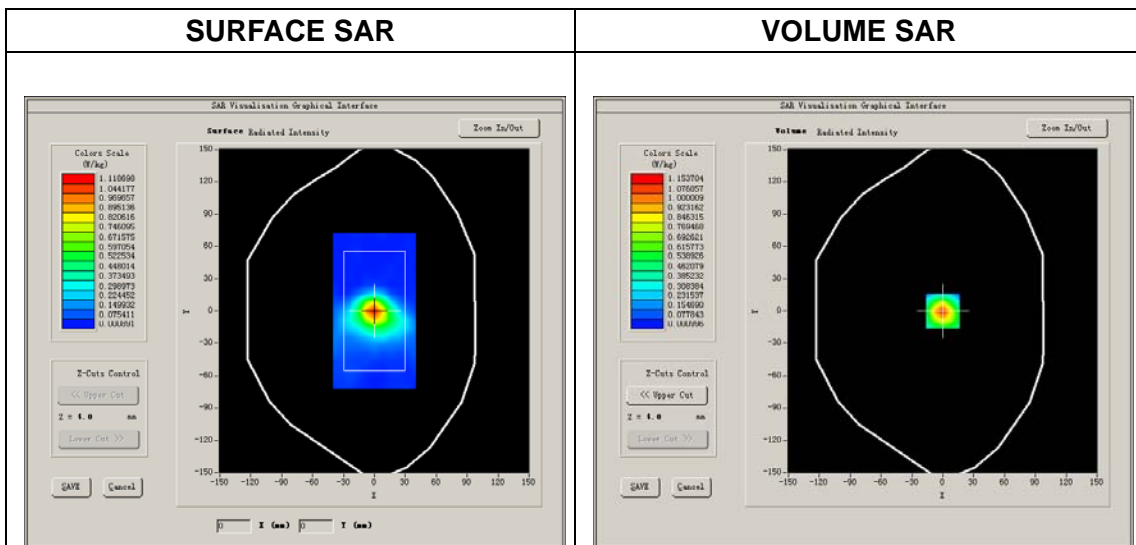 SURFACE SAR
VOLUME SAR
SAR Visualisation Graphical Interface
Surface Radiated Intensity
Zoom In/Out
Colors Scale
(W/kg)
1.118698
1.044177
0.969657
0.895136
0.820616
0.746095
0.671575
0.597054
0.522534
0.448014
0.373493
0.298973
0.224452
0.149932
0.075411
0.000891
150
120
90
60
30
0
-30
-60
-90
-120
-150
Y
-150 -120 -90 -60 -30 0 30 60 90 120 150
X
Z-Cuts Control
<< Upper Cut
Z = 4.0 mm
Lower Cut >>
SAVE Cancel
0 X (mm) 0 Y (mm)
SAR Visualisation Graphical Interface
Volume Radiated Intensity
Zoom In/Out
Colors Scale
(W/kg)
1.153704
1.076857
1.000009
0.923162
0.846315
0.769468
0.692621
0.615773
0.538926
0.462079
0.385232
0.308384
0.231537
0.154690
0.077843
0.000996
150
120
90
60
30
0
-30
-60
-90
-120
-150
Y
-150 -120 -90 -60 -30 0 30 60 90 120 150
X
Z-Cuts Control
<< Upper Cut
Z = 4.0 mm
Lower Cut >>
SAVE Cancel